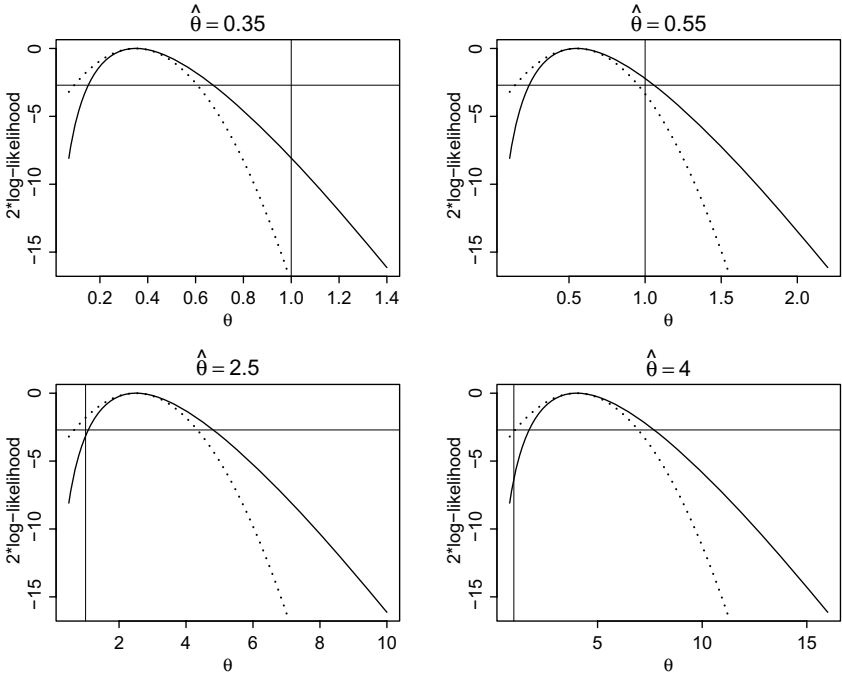 θ̂ = 0.35
2*log−likelihood
0
−5
−10
−15
0.2 0.4 0.6 0.8 1.0 1.2 1.4
θ
θ̂ = 0.55
2*log−likelihood
0
−5
−10
−15
0.5 1.0 1.5 2.0
θ
θ̂ = 2.5
2*log−likelihood
0
−5
−10
−15
2 4 6 8 10
θ
θ̂ = 4
2*log−likelihood
0
−5
−10
−15
5 10 15
θ